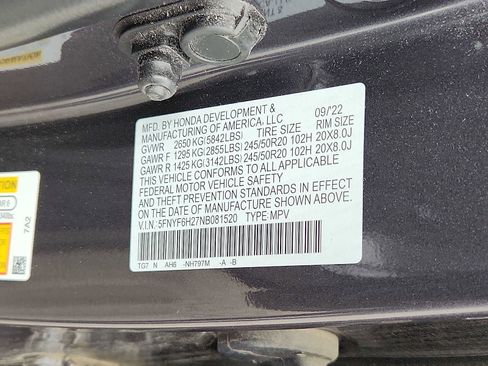 MFD. BY HONDA DEVELOPMENT & 09/22
MANUFACTURING OF AMERICA, LLC
GVWR 2650 KG(5842LBS) TIRE SIZE RIM SIZE
GAWR F 1295 KG(2855LBS) 245/50R20 102H 20X8.0J
GAWR R 1425 KG(3142LBS) 245/50R20 102H 20X8.0J
THIS VEHICLE CONFORMS TO ALL APPLICABLE
FEDERAL MOTOR VEHICLE SAFETY
AND THEFT PREVENTION STANDARDS IN EFFECT
ON THE DATE OF MANUFACTURE SHOWN ABOVE.
V.I.N. 5FNYF6H27NB081520 TYPE:MPV
TG7 N AH6 -NH797M -A -B
7A2